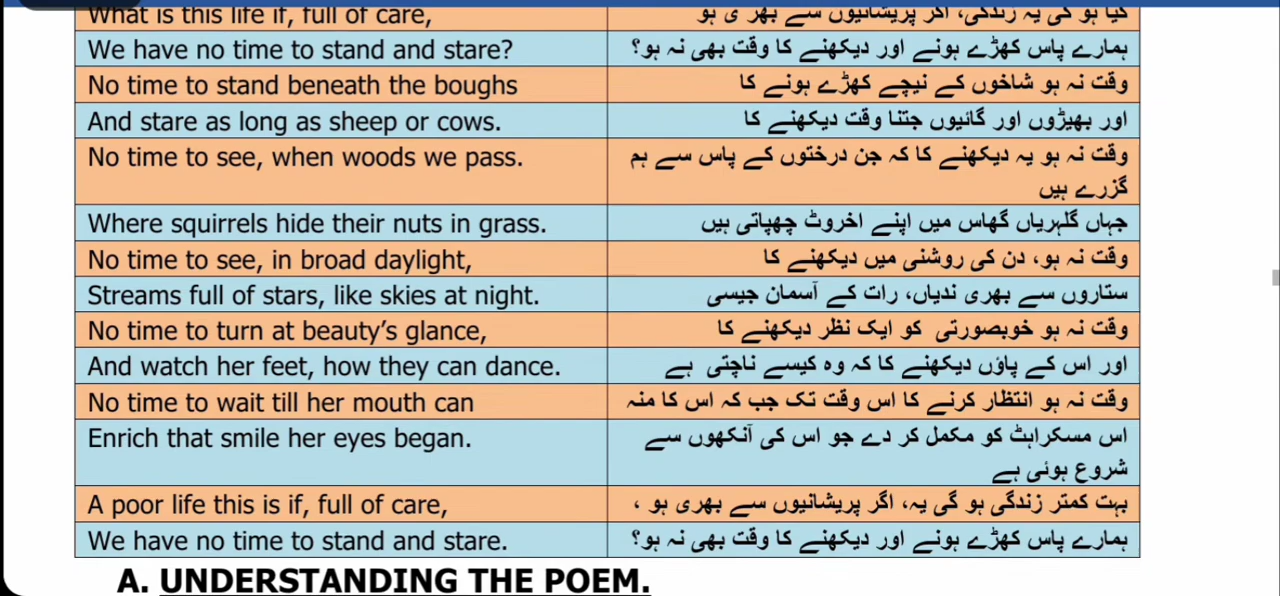 What is this life if, full of care,
کیا ہو گی یہ زندگی، اگر پریشانیوں سے بھر ی ہو
We have no time to stand and stare?
ہمارے پاس کھڑے ہونے اور دیکھنے کا وقت بھی نہ ہو؟
No time to stand beneath the boughs
وقت نہ ہو شاخوں کے نیچے کھڑے ہونے کا
And stare as long as sheep or cows.
اور بھیڑوں اور گائیوں جتنا وقت دیکھنے کا
No time to see, when woods we pass.
وقت نہ ہو یہ دیکھنے کا کہ جن درختوں کے پاس سے ہم
گزرے ہیں
Where squirrels hide their nuts in grass.
جہاں گلہریاں گھاس میں اپنے اخروٹ چھپاتی ہیں
No time to see, in broad daylight,
وقت نہ ہو، دن کی روشنی میں دیکھنے کا
Streams full of stars, like skies at night.
ستاروں سے بھری ندیاں، رات کے آسمان جیسی
No time to turn at beauty’s glance,
وقت نہ ہو خوبصورتی کو ایک نظر دیکھنے کا
And watch her feet, how they can dance.
اور اس کے پاؤں دیکھنے کا کہ وہ کیسے ناچتی ہے
No time to wait till her mouth can
وقت نہ ہو انتظار کرنے کا اس وقت تک جب کہ اس کا منہ
Enrich that smile her eyes began.
اس مسکراہٹ کو مکمل کر دے جو اس کی آنکھوں سے
شروع ہوئی ہے
A poor life this is if, full of care,
بہت کمتر زندگی ہو گی یہ، اگر پریشانیوں سے بھری ہو ،
We have no time to stand and stare.
ہمارے پاس کھڑے ہونے اور دیکھنے کا وقت بھی نہ ہو؟
A. UNDERSTANDING THE POEM.